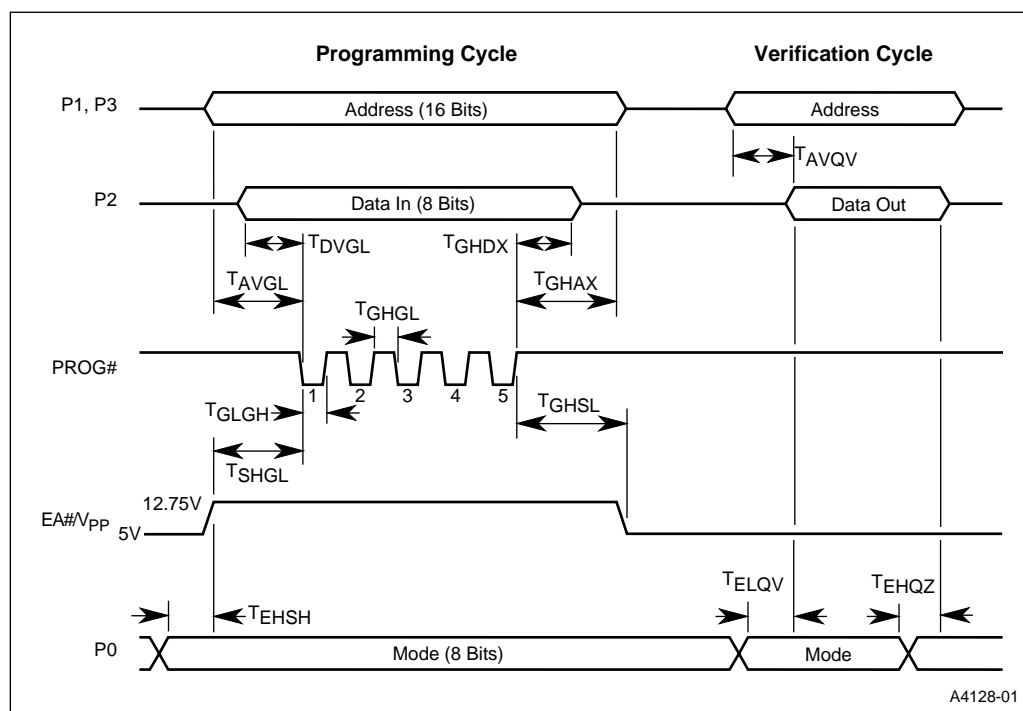 Programming Cycle Verification Cycle
P1, P3 Address (16 Bits) Address
TAVQV
P2 Data In (8 Bits) Data Out
TDVGL TGHDX
TAVGL TGHAX
TGHGL
PROG#
1 2 3 4 5
TGLGH TGHSL
TSHGL
12.75V
EA#/VPP
5V
TELQV TEHQZ
TEHSH
P0 Mode (8 Bits) Mode
A4128-01